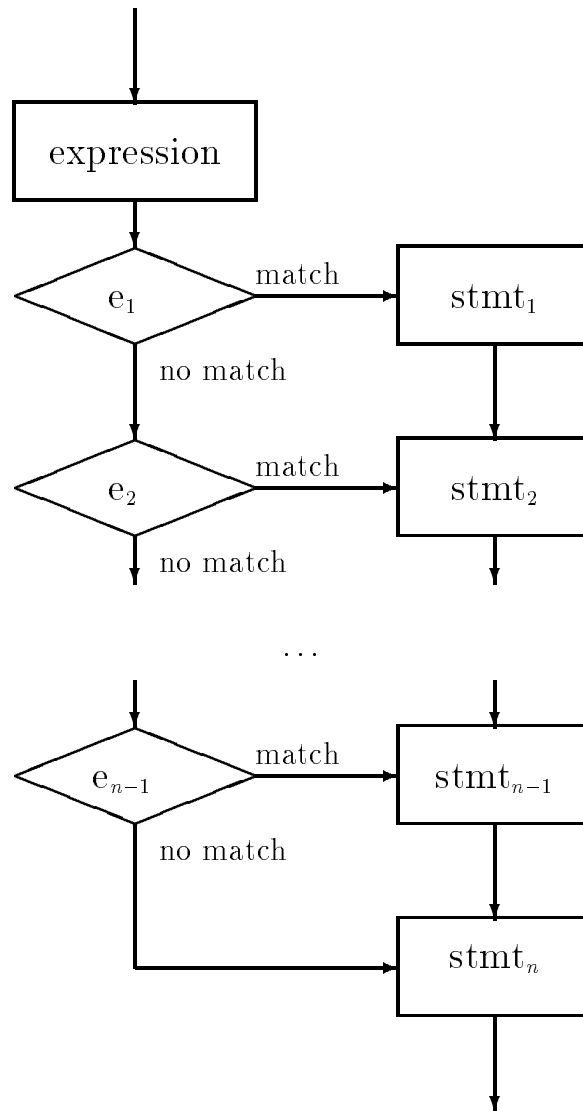 expression
match
e₁
stmt₁
no match
match
e₂
stmt₂
no match
...
match
eₙ₋₁
stmtₙ₋₁
no match
stmtₙ